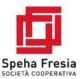 Speha Fresia
SOCIETÀ COOPERATIVA